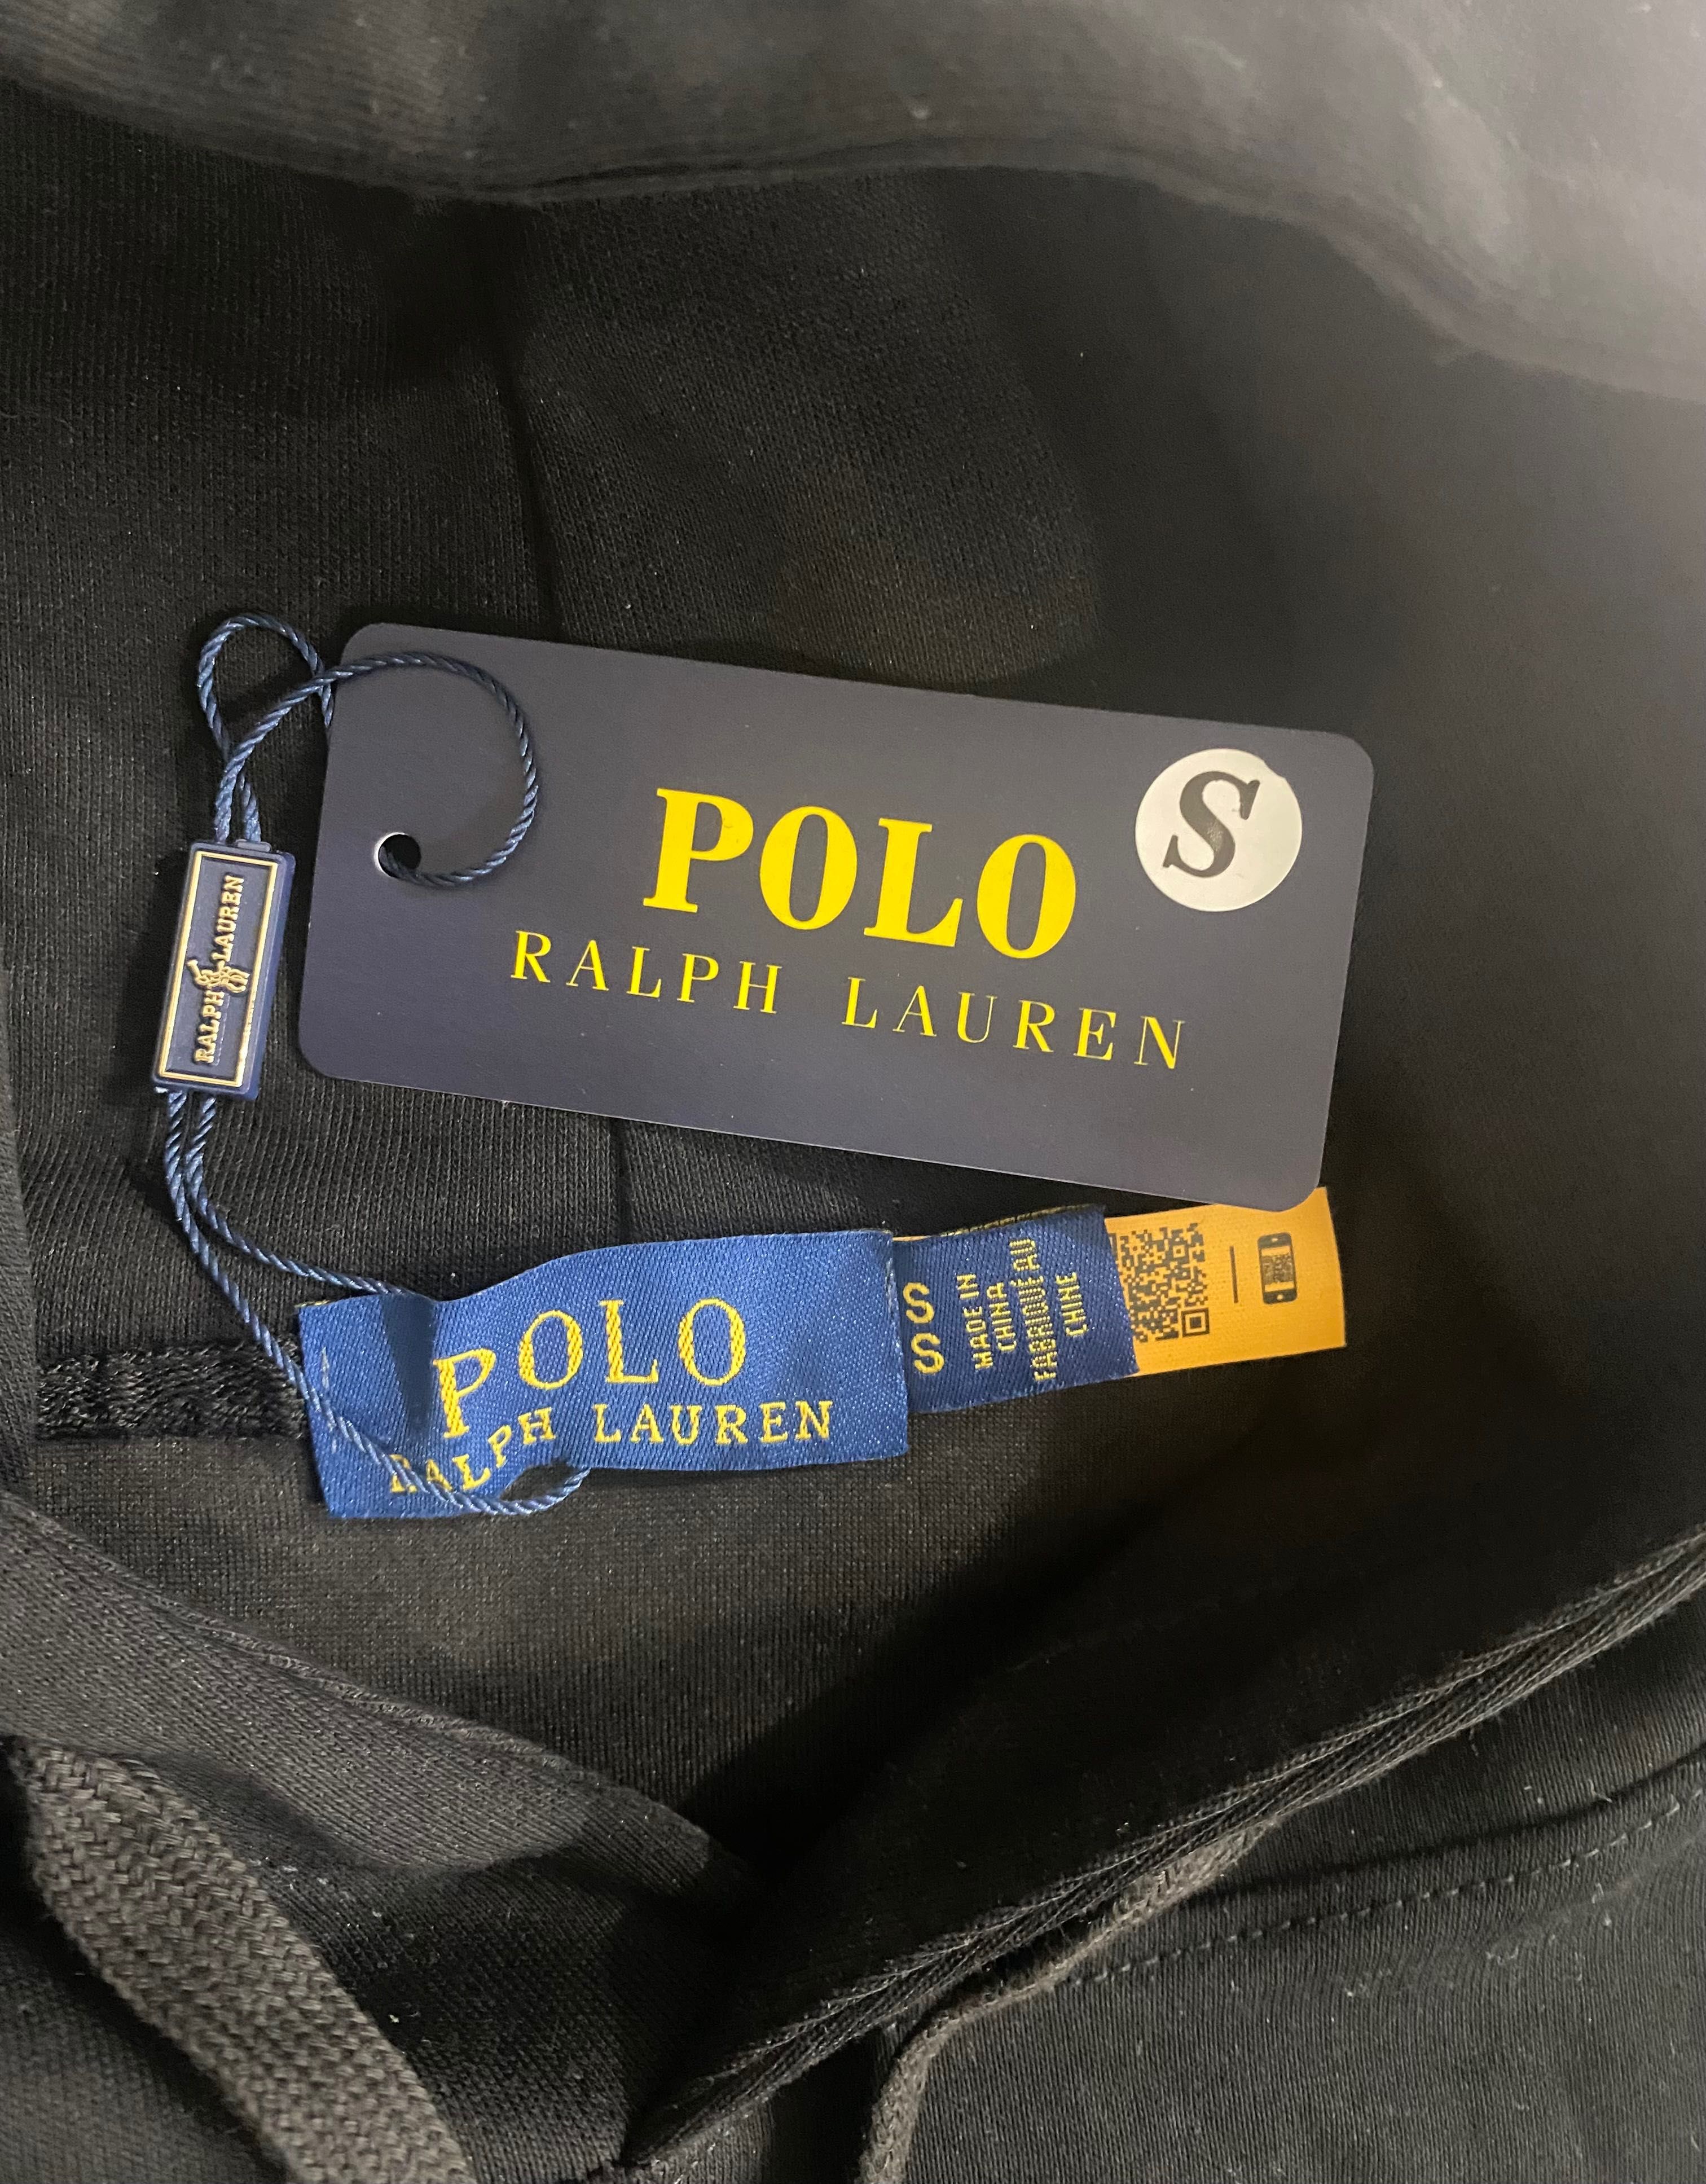 POLO
S
RALPH LAUREN
RALPH LAUREN
POLO
RALPH LAUREN
S
S
MADE IN
CHINA
FABRIQUÉ AU
CHINE